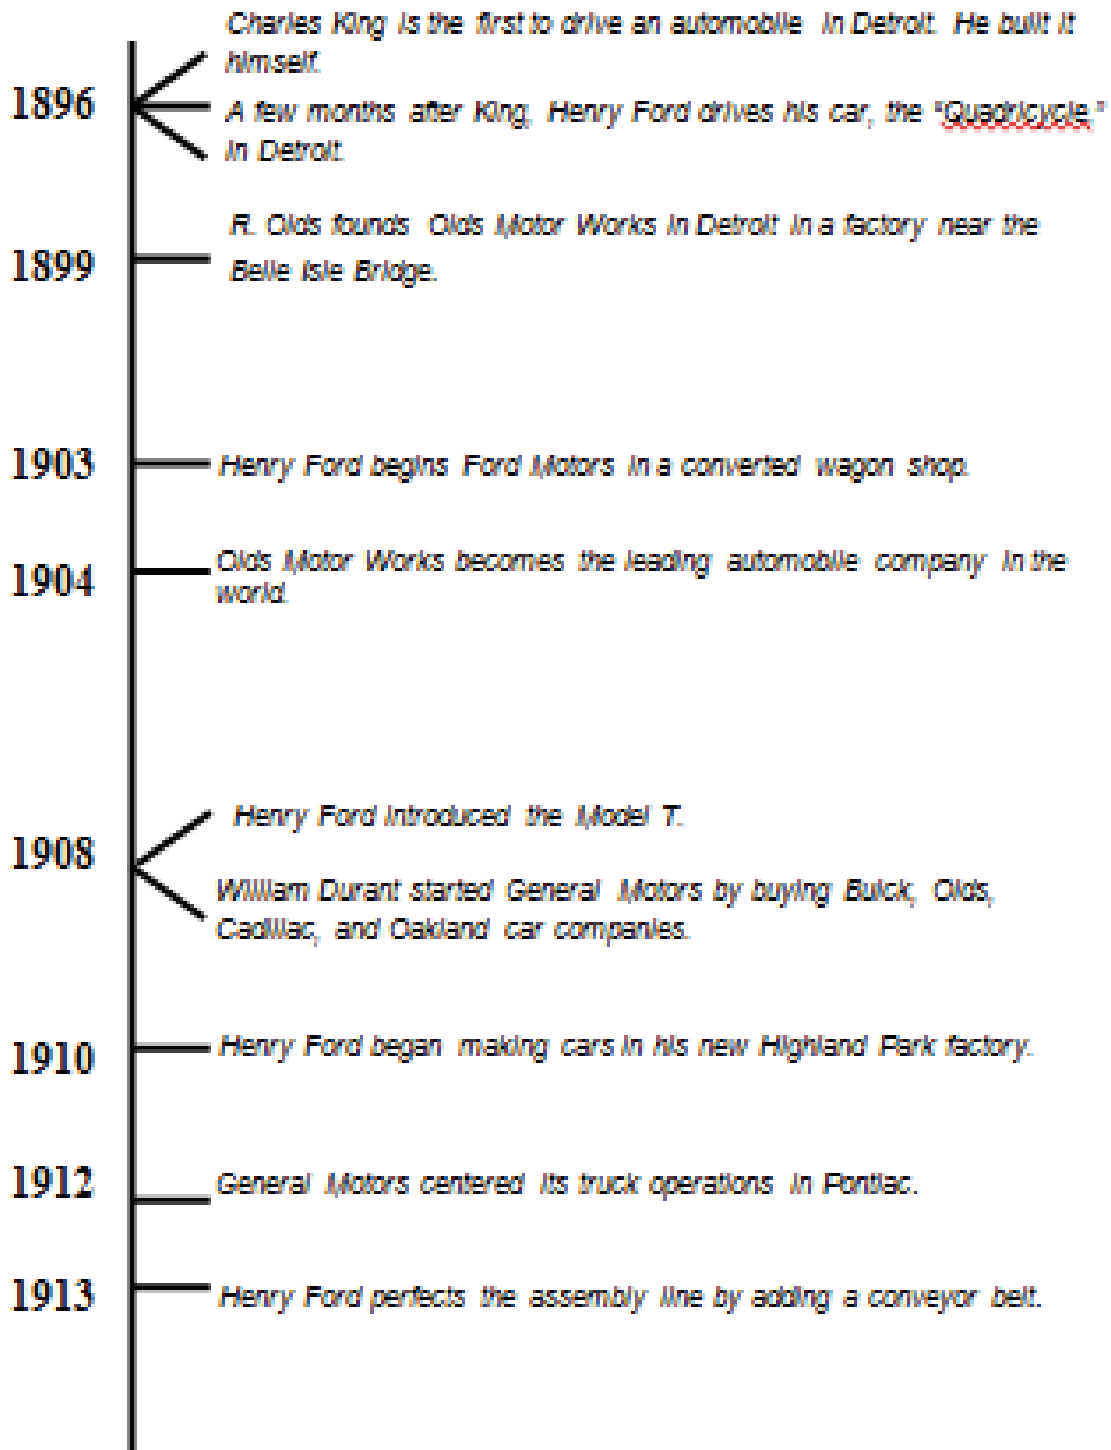 Charles King is the first to drive an automobile in Detroit. He built it
himself.
1896
A few months after King, Henry Ford drives his car, the "Quadricycle,"
in Detroit.
R. Olds founds Olds Motor Works in Detroit in a factory near the
1899
Belle Isle Bridge.
1903
Henry Ford begins Ford Motors in a converted wagon shop.
1904
Olds Motor Works becomes the leading automobile company in the
world.
1908
Henry Ford introduced the Model T.
William Durant started General Motors by buying Buick, Olds,
Cadillac, and Oakland car companies.
1910
Henry Ford began making cars in his new Highland Park factory.
1912
General Motors centered its truck operations in Pontiac.
1913
Henry Ford perfects the assembly line by adding a conveyor belt.